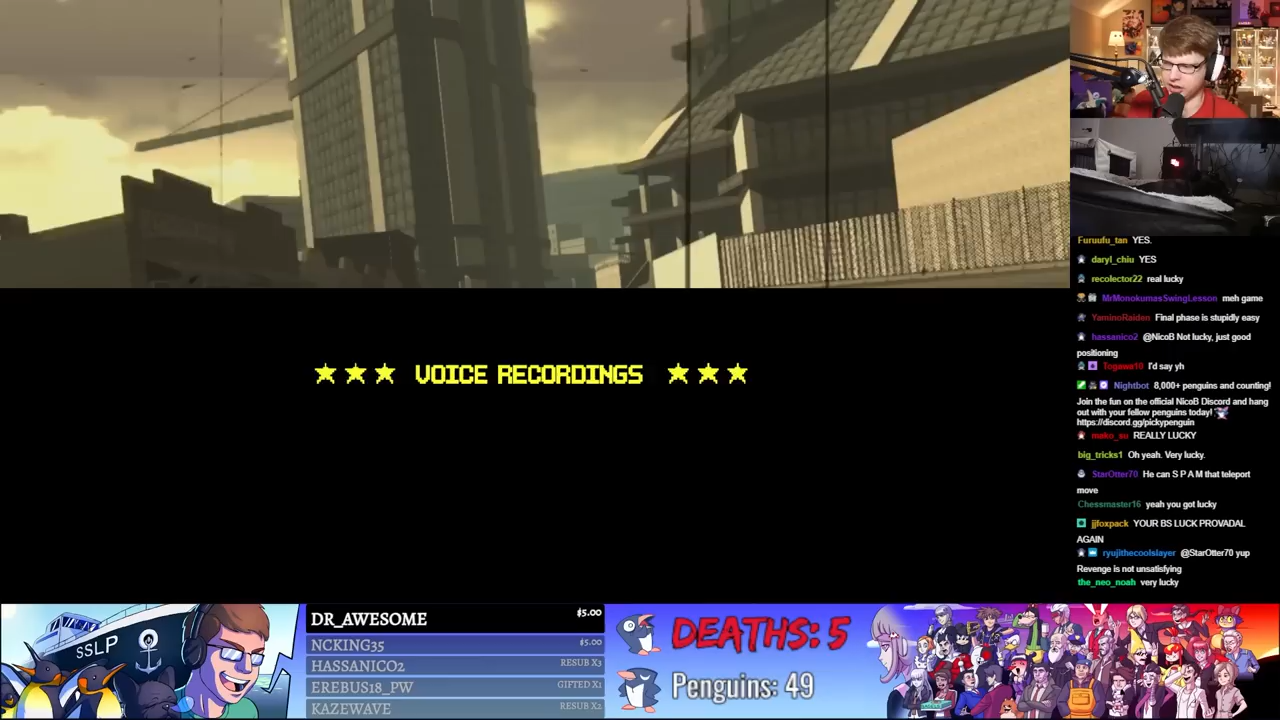 ★ ★ ★ VOICE RECORDINGS ★ ★ ★
Furuufu_tan YES.
daryl_chiu YES
recolector22 real lucky
MrMonokumasSwingLesson meh game
YaminoRaiden Final phase is stupidly easy
hassanico2 @NicoB Not lucky, just good
positioning
Togawa10 I'd say yh
Nightbot 8,000+ penguins and counting!
Join the fun on the official NicoB Discord and hang
out with your fellow penguins today!
https://discord.gg/pickypenguin
mako_su REALLY LUCKY
big_tricks1 Oh yeah. Very lucky.
StarOtter70 He can S P A M that teleport
move
Chessmaster16 yeah you got lucky
jjfoxpack YOUR BS LUCK PROVADAL
AGAIN
ryujithecoolslayer @StarOtter70 yup
Revenge is not unsatisfying
the_neo_noah very lucky
SSLP
DR_AWESOME $5.00
NCKING35 $5.00
HASSANICO2 RESUB X3
EREBUS18_PW GIFTED X1
KAZEWAVE RESUB X2
DEATHS: 5
Penguins: 49